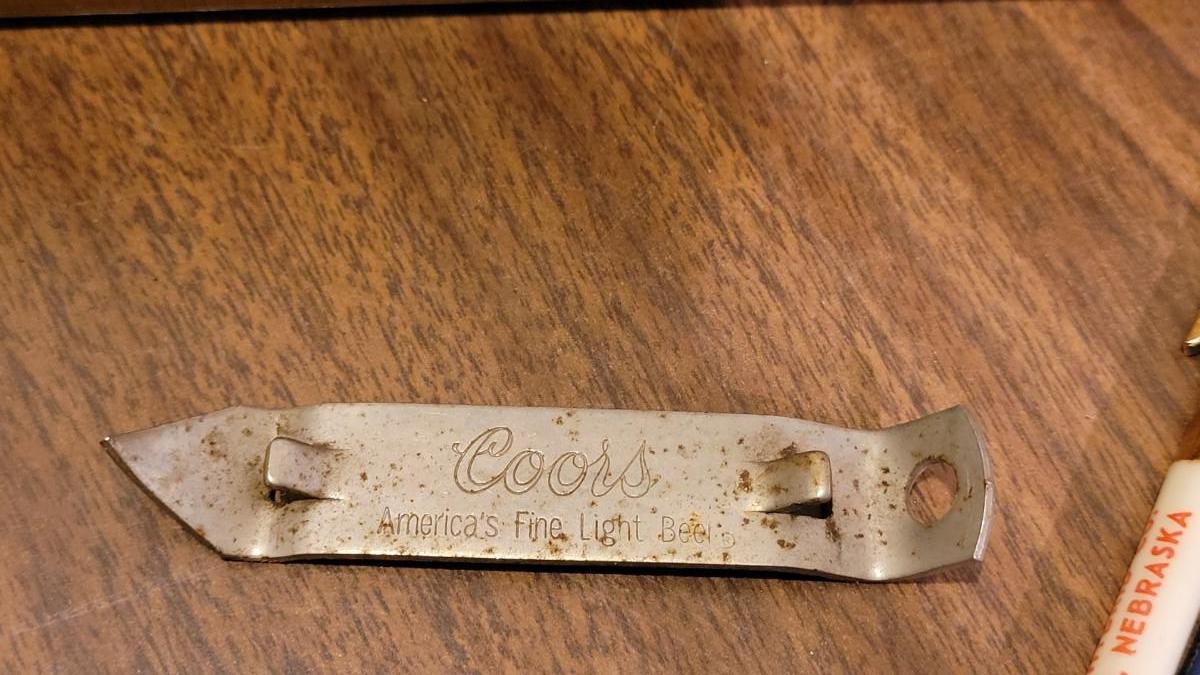 Coors
America's Fine Light Beer
NEBRASKA